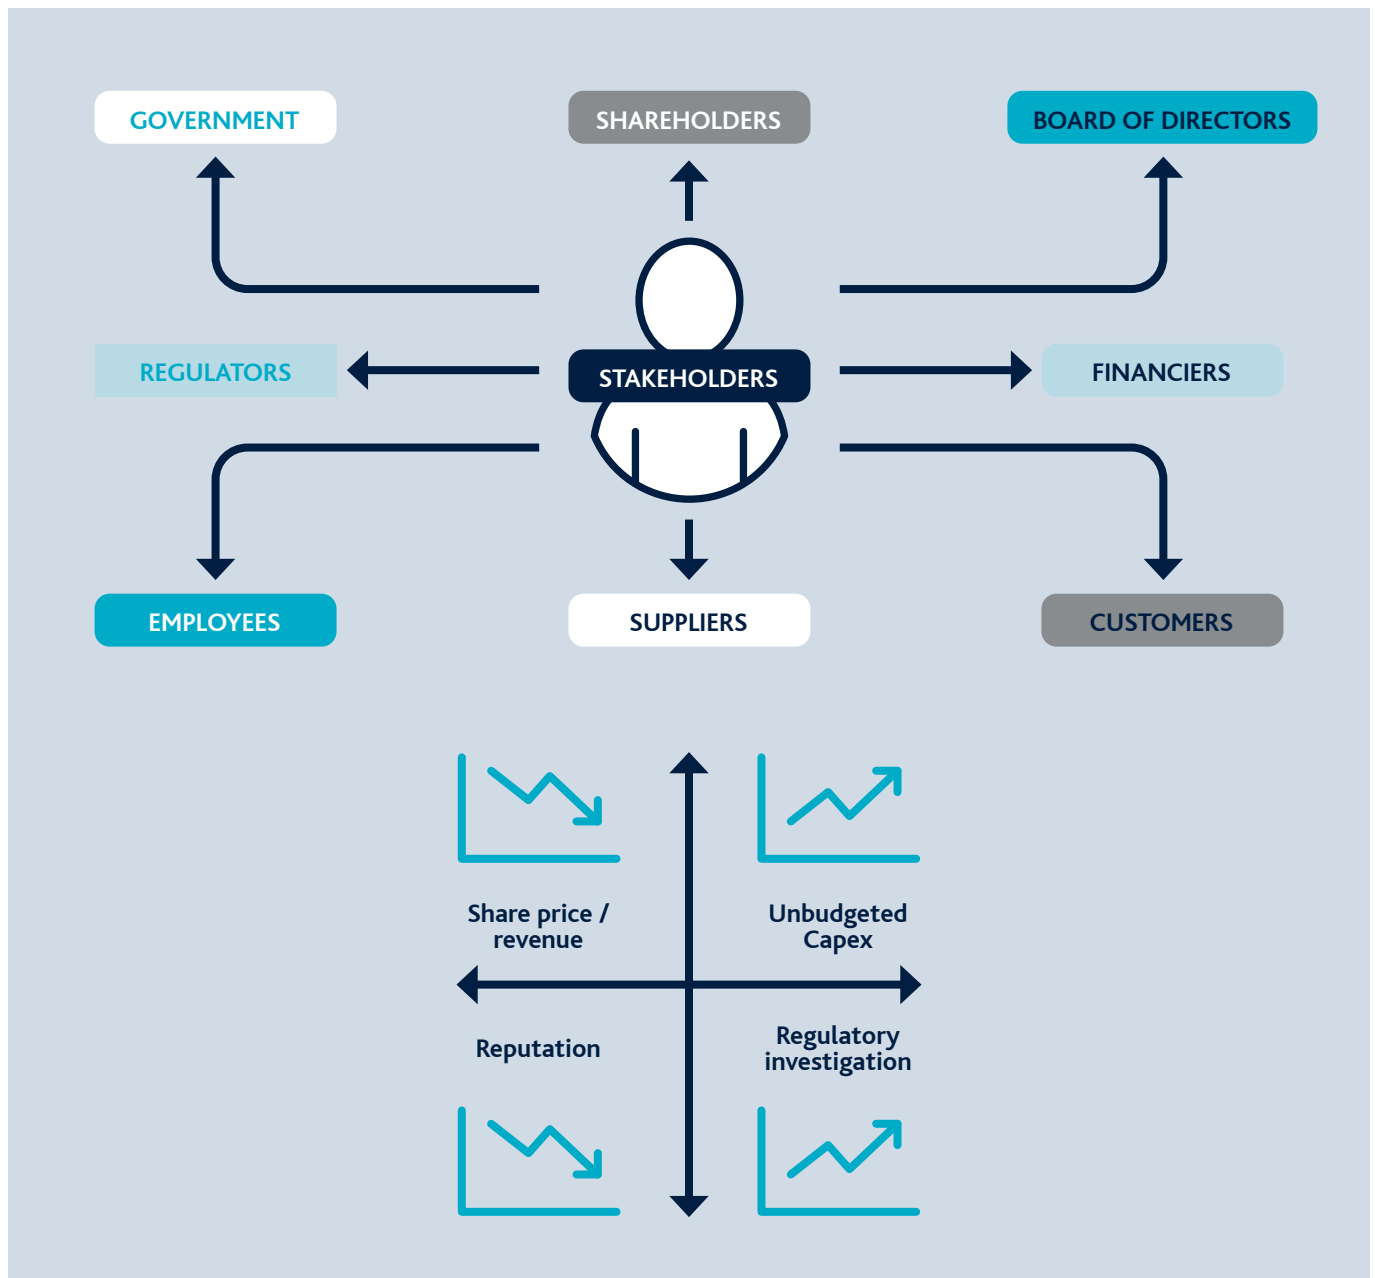 GOVERNMENT
SHAREHOLDERS
BOARD OF DIRECTORS
REGULATORS
STAKEHOLDERS
FINANCIERS
EMPLOYEES
SUPPLIERS
CUSTOMERS
Share price /
revenue
Unbudgeted
Capex
Reputation
Regulatory
investigation